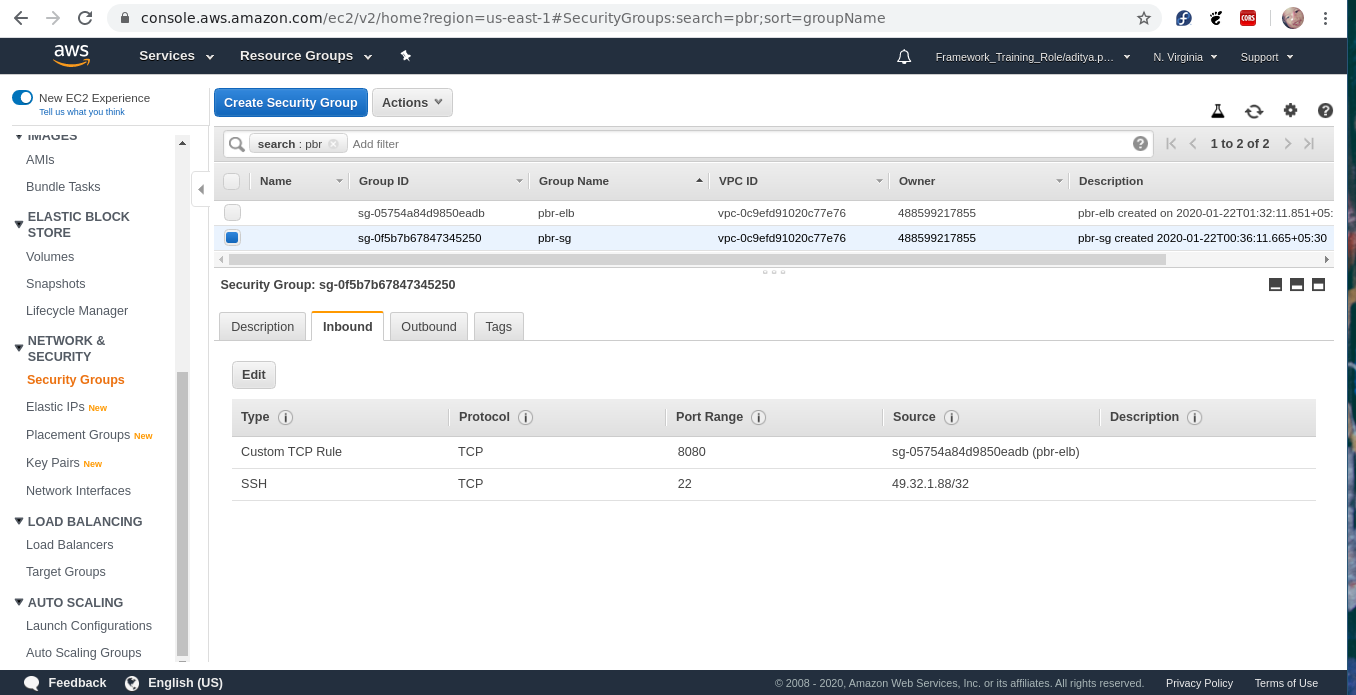 console.aws.amazon.com/ec2/v2/home?region=us-east-1#SecurityGroups:search=pbr;sort=groupName
CORS
aws Services Resource Groups Framework_Training_Role/aditya.p... N. Virginia Support
New EC2 Experience
Tell us what you think
IMAGES
AMIs
Bundle Tasks
ELASTIC BLOCK
STORE
Volumes
Snapshots
Lifecycle Manager
NETWORK &
SECURITY
Security Groups
Elastic IPs New
Placement Groups New
Key Pairs New
Network Interfaces
LOAD BALANCING
Load Balancers
Target Groups
AUTO SCALING
Launch Configurations
Auto Scaling Groups
Create Security Group Actions
search : pbr Add filter 1 to 2 of 2
Name Group ID Group Name VPC ID Owner Description
sg-05754a84d9850eadb pbr-elb vpc-0c9efd91020c77e76 488599217855 pbr-elb created on 2020-01-22T01:32:11.851+05:
sg-0f5b7b67847345250 pbr-sg vpc-0c9efd91020c77e76 488599217855 pbr-sg created 2020-01-22T00:36:11.665+05:30
Security Group: sg-0f5b7b67847345250
Description Inbound Outbound Tags
Edit
Type Protocol Port Range Source Description
Custom TCP Rule TCP 8080 sg-05754a84d9850eadb (pbr-elb)
SSH TCP 22 49.32.1.88/32
Feedback English (US) © 2008 - 2020, Amazon Web Services, Inc. or its affiliates. All rights reserved. Privacy Policy Terms of Use